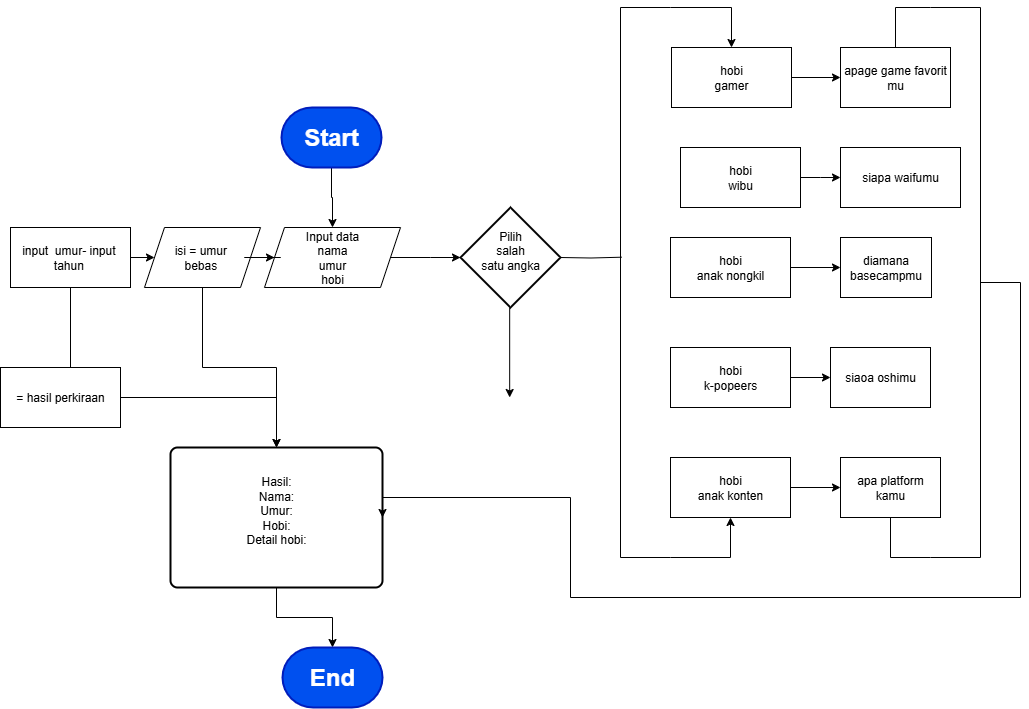 hobi
gamer
apage game favorit
mu
Start
hobi
wibu
siapa waifumu
input  umur- input
tahun
isi = umur
bebas
Input data
nama
umur
hobi
Pilih
salah
satu angka
hobi
anak nongkil
diamana
basecampmu
= hasil perkiraan
hobi
k-popeers
siaoa oshimu
Hasil:
Nama:
Umur:
Hobi:
Detail hobi:
hobi
anak konten
apa platform
kamu
End